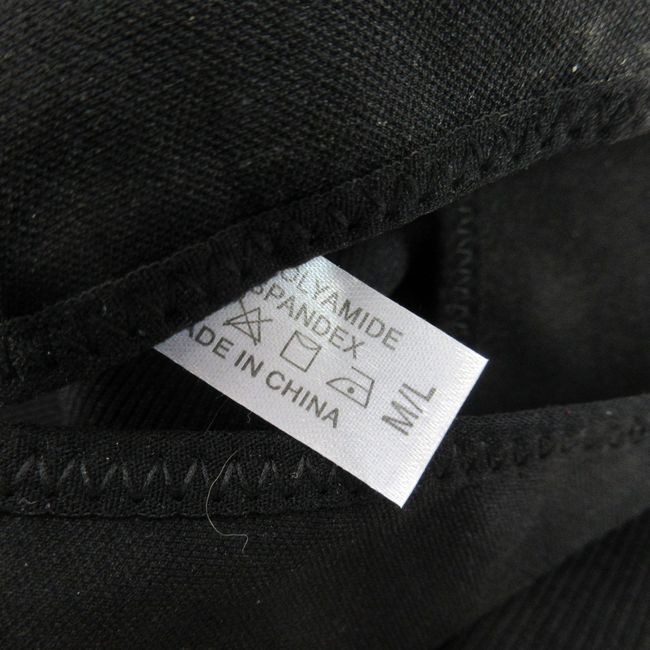 OLYAMIDE
SPANDEX
ADE IN CHINA
M/L